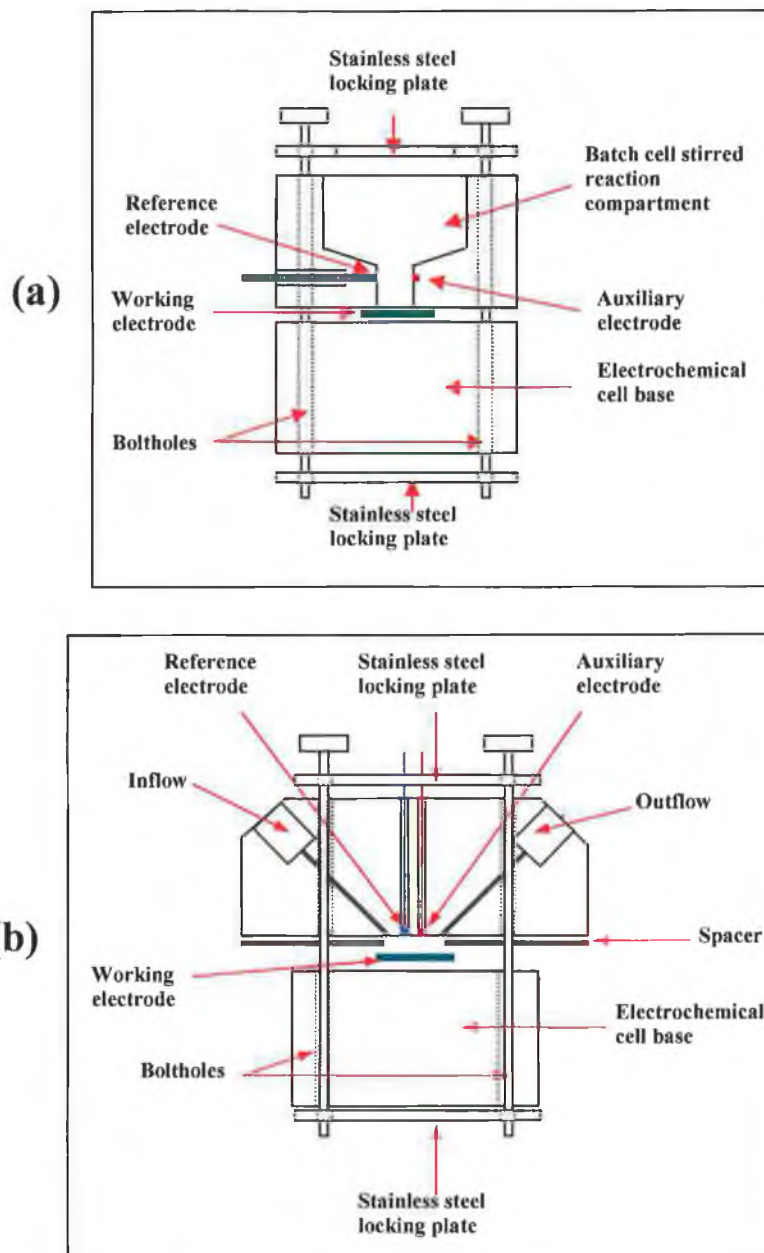 Stainless steel
locking plate
Batch cell stirred
reaction
compartment
Reference
electrode
(a)
Working
electrode
Auxiliary
electrode
Electrochemical
cell base
Boltholes
Stainless steel
locking plate
Reference
electrode
Stainless steel
locking plate
Auxiliary
electrode
Inflow
Outflow
(b)
Spacer
Working
electrode
Electrochemical
cell base
Boltholes
Stainless steel
locking plate